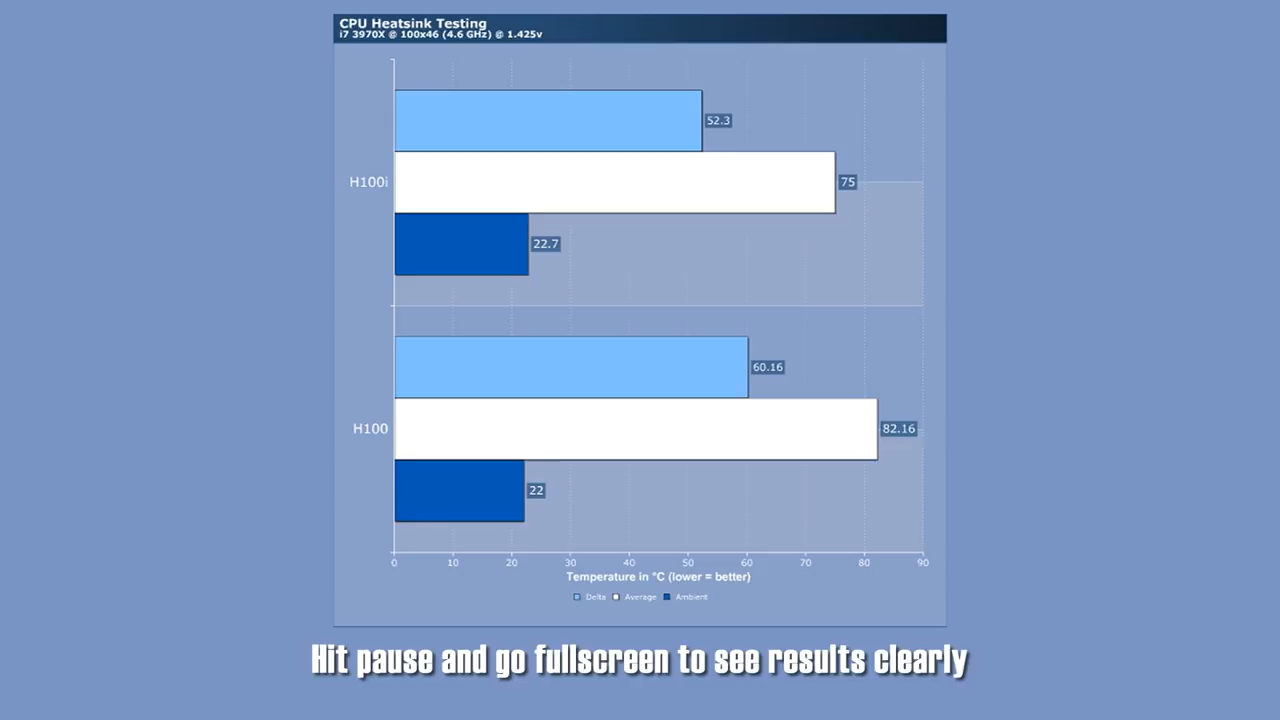 CPU Heatsink Testing
i7 3970X @ 100x46 (4.6 GHz) @ 1.425v
52.3
H100i
75
22.7
60.16
H100
82.16
22
0 10 20 30 40 50 60 70 80 90
Temperature in °C (lower = better)
Delta Average Ambient
Hit pause and go fullscreen to see results clearly